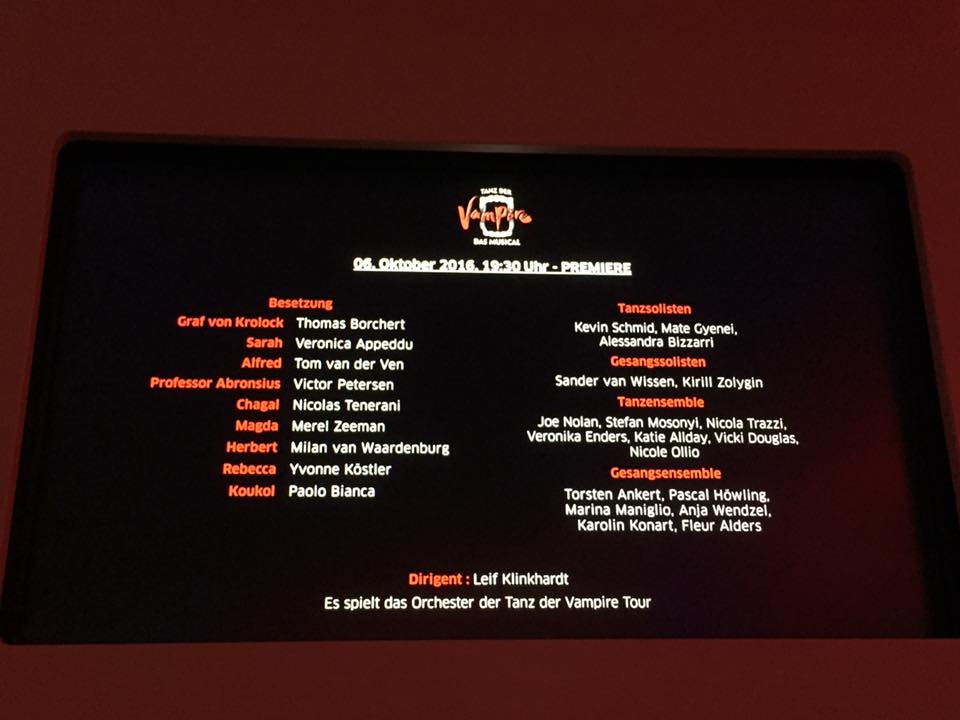 TANZ DER
Vampire
DAS MUSICAL
06. Oktober 2016, 19:30 Uhr - PREMIERE
Besetzung
Graf von Krolock Thomas Borchert
Sarah Veronica Appeddu
Alfred Tom van der Ven
Professor Abronsius Victor Petersen
Chagal Nicolas Tenerani
Magda Merel Zeeman
Herbert Milan van Waardenburg
Rebecca Yvonne Köstler
Koukol Paolo Bianca
Tanzsolisten
Kevin Schmid, Mate Gyenei,
Alessandra Bizzarri
Gesangssolisten
Sander van Wissen, Kirill Zolygin
Tanzensemble
Joe Nolan, Stefan Mosonyi, Nicola Trazzi,
Veronika Enders, Katie Allday, Vicki Douglas,
Nicole Ollio
Gesangsensemble
Torsten Ankert, Pascal Höwling,
Marina Maniglio, Anja Wendzel,
Karolin Konart, Fleur Alders
Dirigent : Leif Klinkhardt
Es spielt das Orchester der Tanz der Vampire Tour